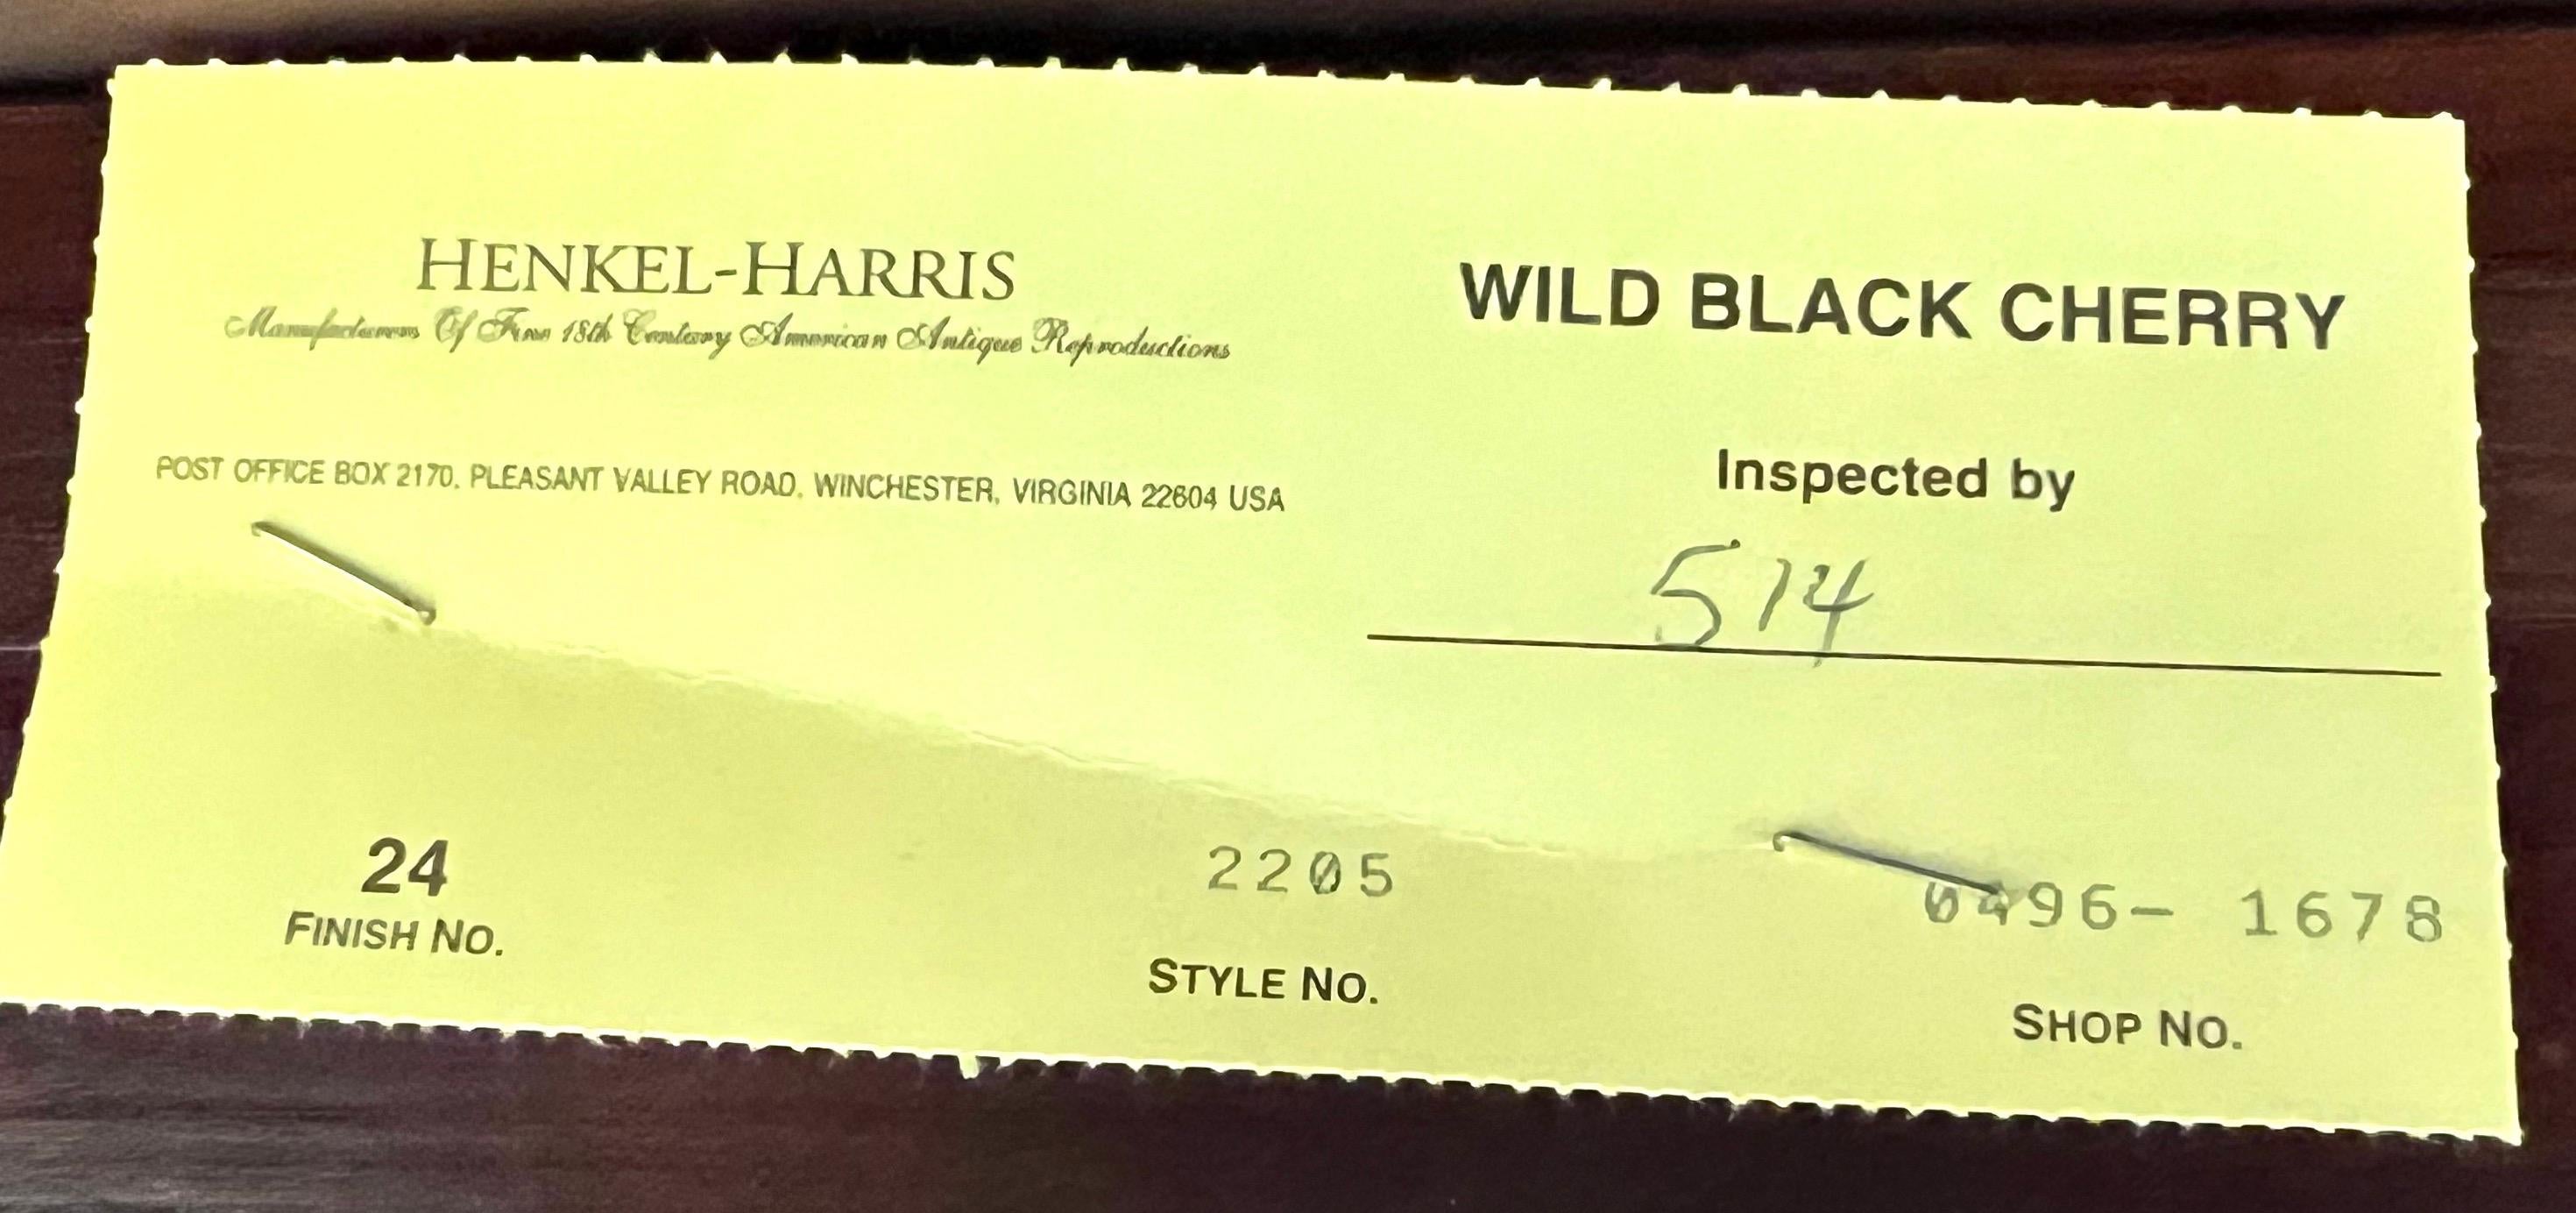 HENKEL-HARRIS
Manufacturers Of Fine 18th Century American Antique Reproductions
POST OFFICE BOX 2170, PLEASANT VALLEY ROAD, WINCHESTER, VIRGINIA 22604 USA
WILD BLACK CHERRY
Inspected by
514
24
FINISH NO.
2205
STYLE NO.
0496- 1678
SHOP NO.